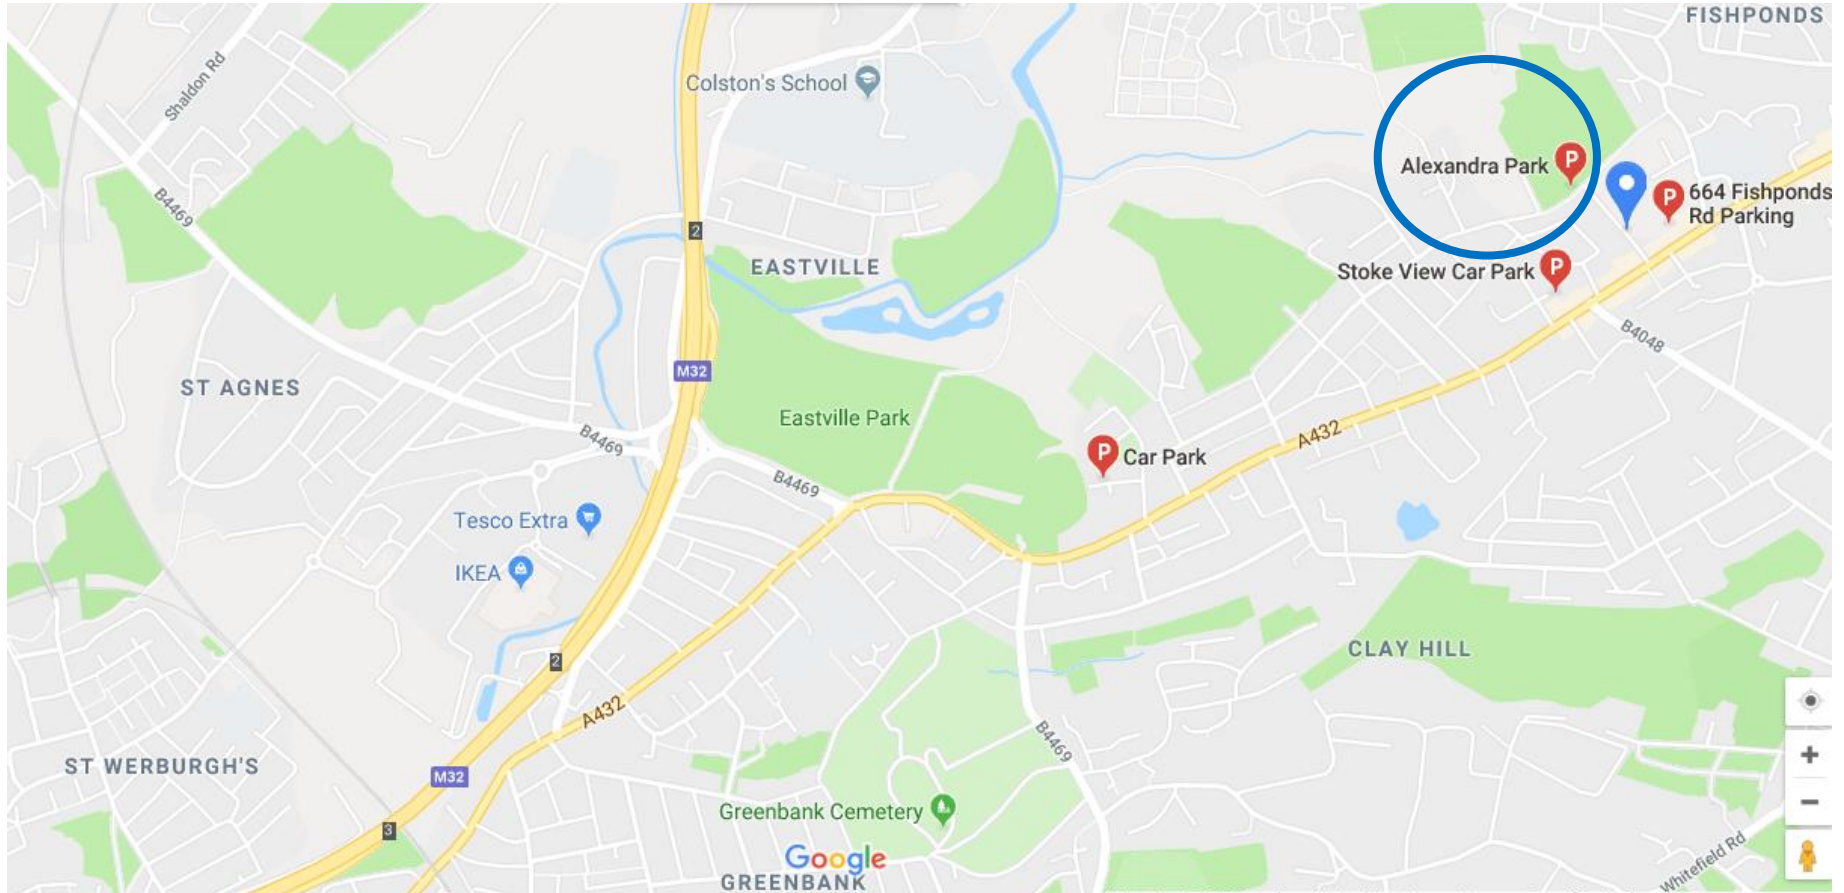 FISHPONDS
Shaldon Rd
Colston's School
Alexandra Park
P
P
664 Fishponds
Rd Parking
B4469
2
EASTVILLE
Stoke View Car Park
P
B4048
M32
ST AGNES
Eastville Park
A432
B4469
P
Car Park
B4469
Tesco Extra
IKEA
2
CLAY HILL
A432
B4469
ST WERBURGH'S
M32
+
Greenbank Cemetery
−
3
Google
GREENBANK
Whitefield Rd